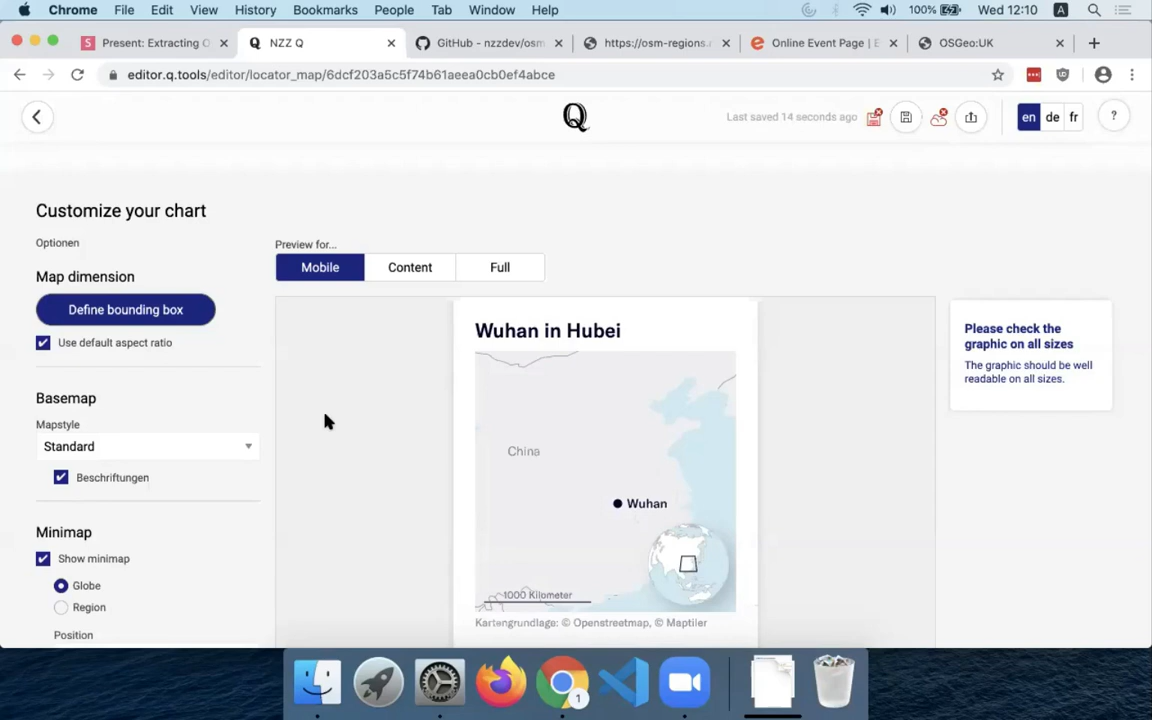 Chrome File Edit View History Bookmarks People Tab Window Help 100% Wed 12:10 A
S Present: Extracting O NZZ Q GitHub - nzzdev/osm https://osm-regions. Online Event Page | E OSGeo:UK
editor.q.tools/editor/locator_map/6dcf203a5c5f74b61aeea0cb0ef4abce
Q Last saved 14 seconds ago en de fr ?
Customize your chart
Optionen
Preview for...
Map dimension
Mobile Content Full
Define bounding box
Use default aspect ratio
Wuhan in Hubei
Please check the
graphic on all sizes
The graphic should be well
readable on all sizes.
Basemap
Mapstyle
Standard
China
Beschriftungen
Wuhan
Minimap
Show minimap
Globe
1000 Kilometer
Region
Kartengrundlage: © Openstreetmap, © Maptiler
Position
1